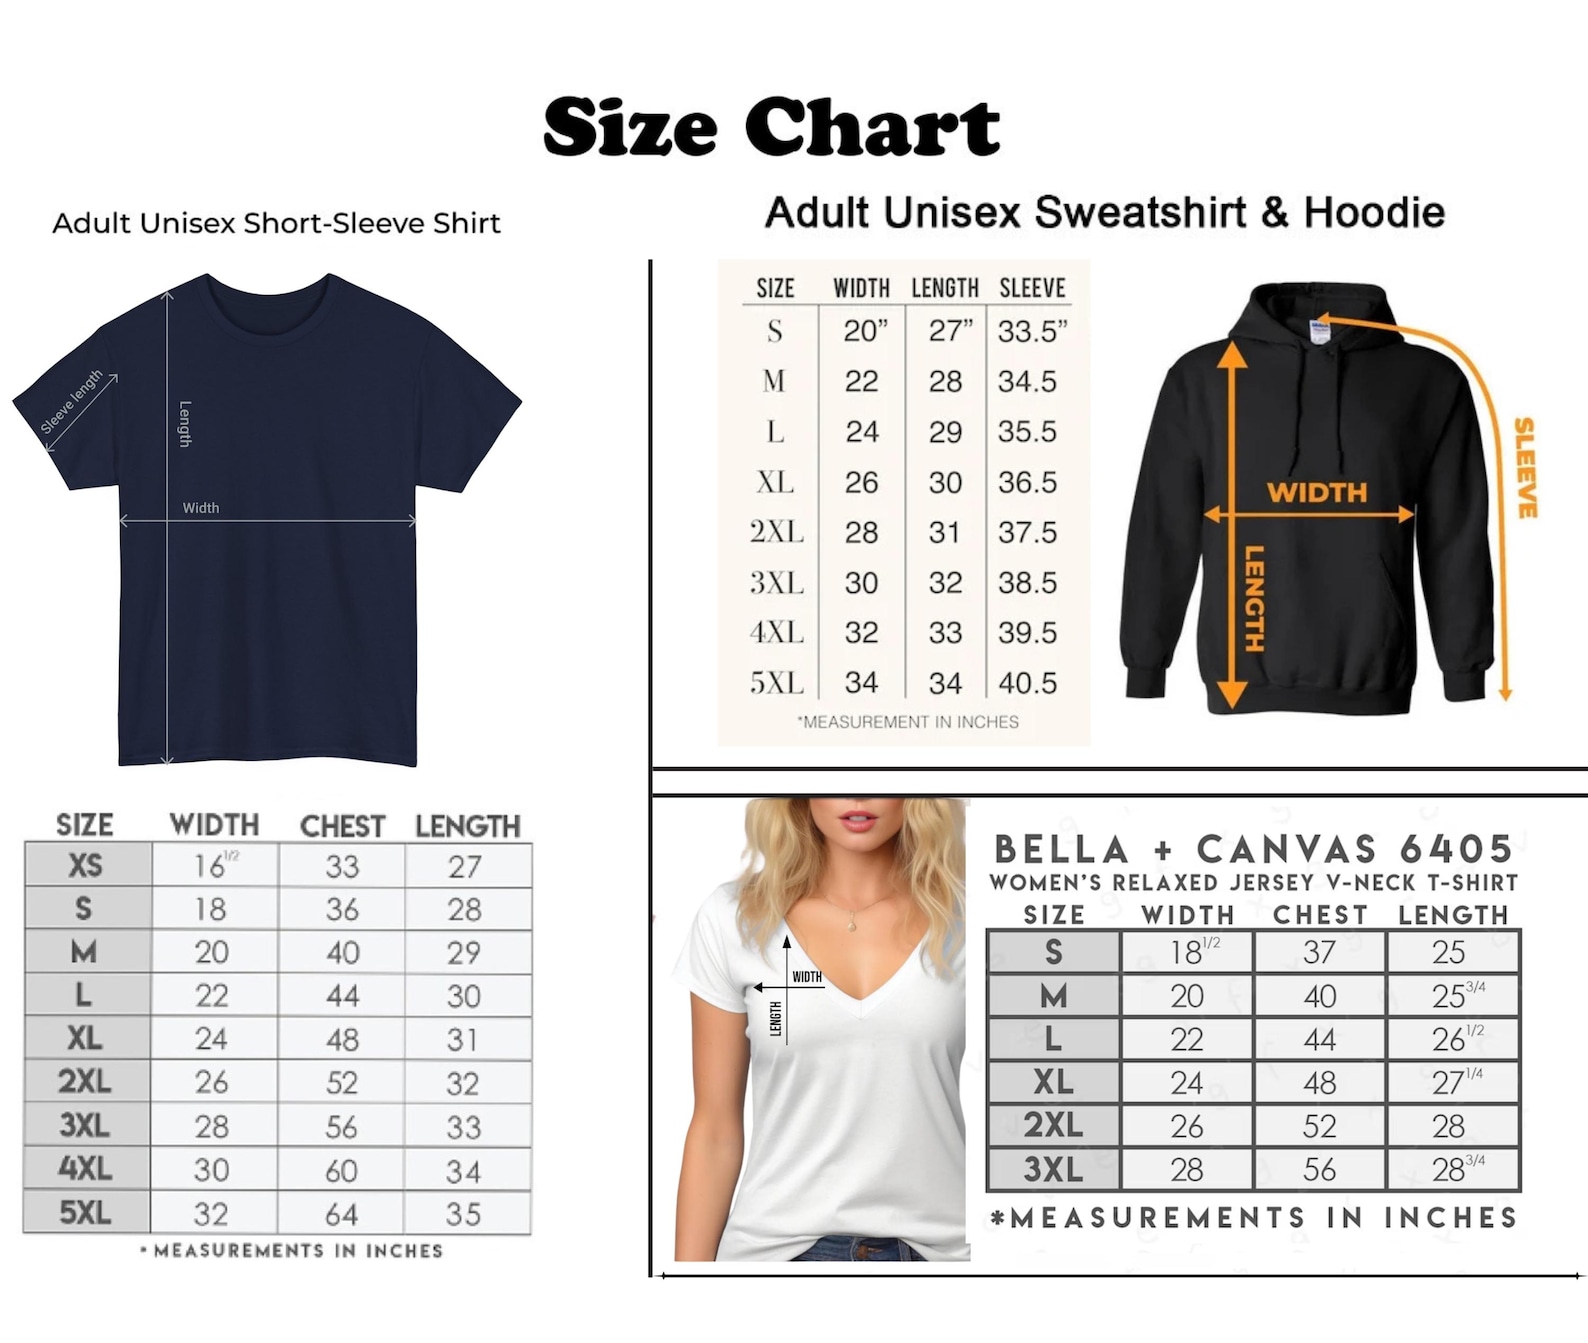 Size Chart
Adult Unisex Short-Sleeve Shirt
Sleeve length
Length
Width
SIZE WIDTH CHEST LENGTH
XS 16 1/2 33 27
S 18 36 28
M 20 40 29
L 22 44 30
XL 24 48 31
2XL 26 52 32
3XL 28 56 33
4XL 30 60 34
5XL 32 64 35
* MEASUREMENTS IN INCHES
Adult Unisex Sweatshirt & Hoodie
SIZE WIDTH LENGTH SLEEVE
S 20” 27” 33.5”
M 22 28 34.5
L 24 29 35.5
XL 26 30 36.5
2XL 28 31 37.5
3XL 30 32 38.5
4XL 32 33 39.5
5XL 34 34 40.5
*MEASUREMENT IN INCHES
WIDTH
LENGTH
SLEEVE
WIDTH
LENGTH
BELLA + CANVAS 6405
WOMEN'S RELAXED JERSEY V-NECK T-SHIRT
SIZE WIDTH CHEST LENGTH
S 18 1/2 37 25
M 20 40 25 3/4
L 22 44 26 1/2
XL 24 48 27 1/4
2XL 26 52 28
3XL 28 56 28 3/4
*MEASUREMENTS IN INCHES